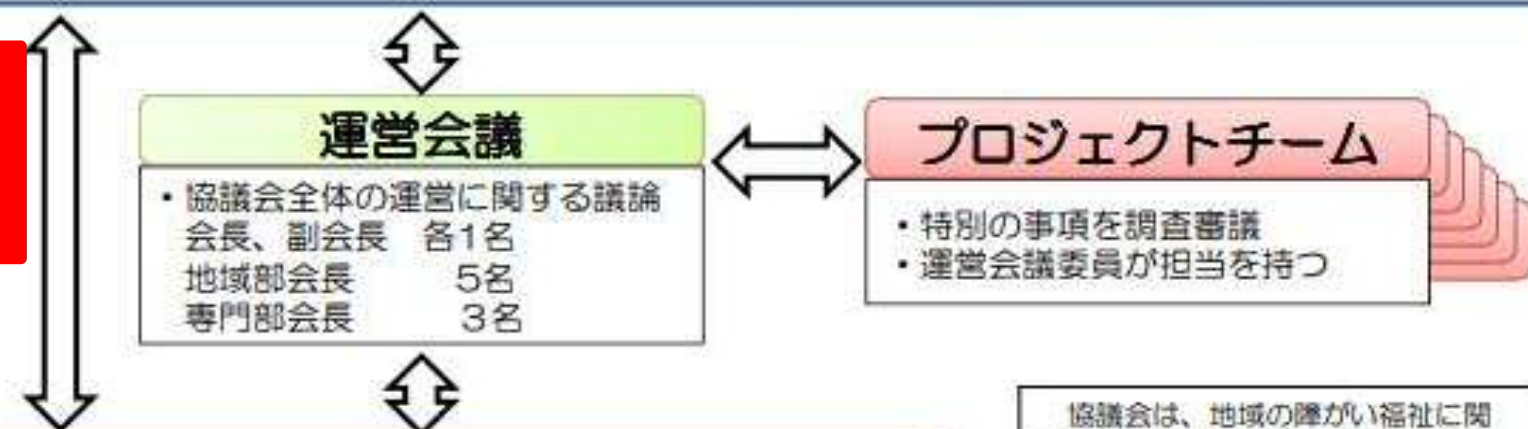 運営会議
・協議会全体の運営に関する議論
会長、副会長 各1名
地域部会長 5名
専門部会長 3名
プロジェクトチーム
・特別の事項を調査審議
・運営会議委員が担当を持つ
協議会は、地域の障がい福祉に関